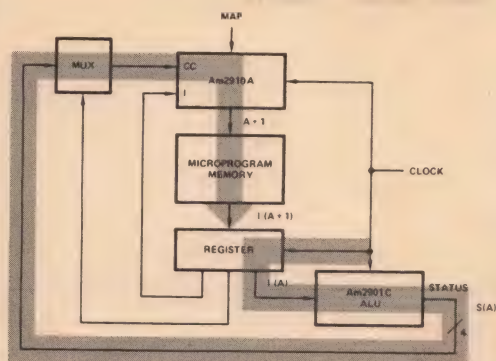 MAP
MUX
CC
Am2910A
I
A + 1
MICROPROGRAM
MEMORY
CLOCK
I (A + 1)
REGISTER
I (A)
Am2901C
ALU
STATUS
S(A)
4